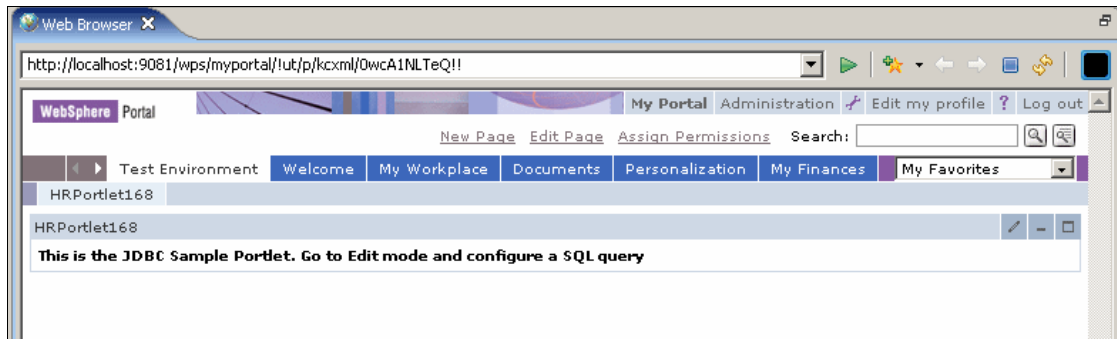 Web Browser
http://localhost:9081/wps/myportal/!ut/p/kcxml/0wcA1NLTeQ!!
WebSphere Portal My Portal Administration Edit my profile ? Log out
New Page Edit Page Assign Permissions Search:
Test Environment Welcome My Workplace Documents Personalization My Finances My Favorites
HRPortlet168
HRPortlet168
This is the JDBC Sample Portlet. Go to Edit mode and configure a SQL query